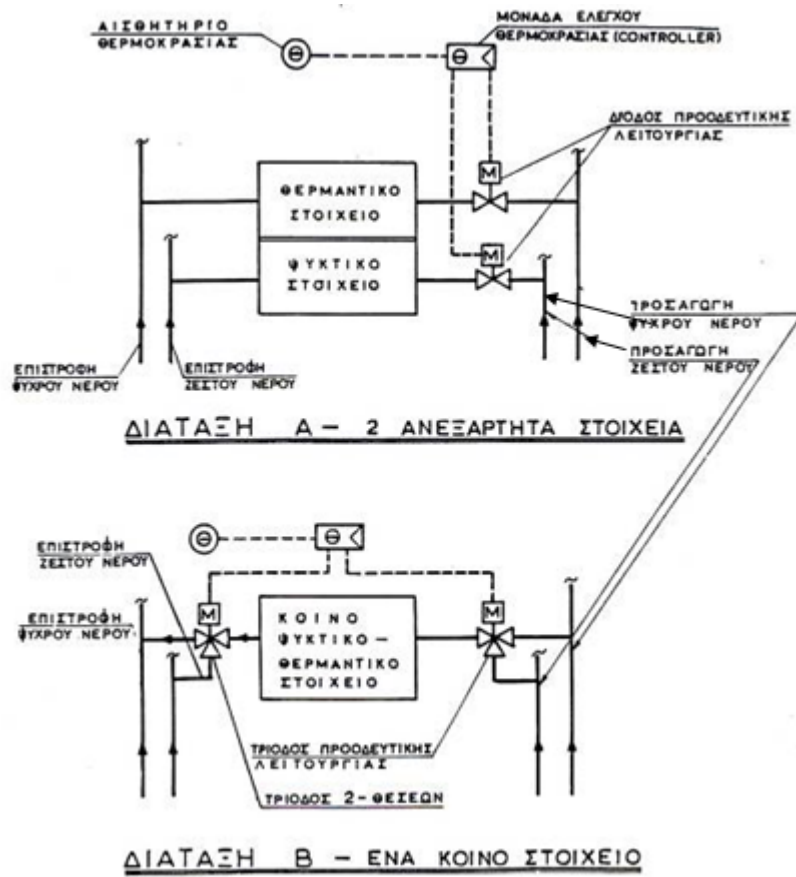 ΑΙΣΘΗΤΗΡΙΟ
ΘΕΡΜΟΚΡΑΣΙΑΣ
ΜΟΝΑΔΑ ΕΛΕΓΧΟΥ
ΘΕΡΜΟΚΡΑΣΙΑΣ (CONTROLLER)
Θ
Θ
ΔΙΟΔΟΣ ΠΡΟΟΔΕΥΤΙΚΗΣ
ΛΕΙΤΟΥΡΓΙΑΣ
Μ
ΘΕΡΜΑΝΤΙΚΟ
ΣΤΟΙΧΕΙΟ
Μ
ΨΥΚΤΙΚΟ
ΣΤΟΙΧΕΙΟ
ΠΡΟΣΑΓΩΓΗ
ΨΥΧΡΟΥ ΝΕΡΟΥ
ΠΡΟΣΑΓΩΓΗ
ΖΕΣΤΟΥ ΝΕΡΟΥ
ΕΠΙΣΤΡΟΦΗ
ΨΥΧΡΟΥ ΝΕΡΟΥ
ΕΠΙΣΤΡΟΦΗ
ΖΕΣΤΟΥ ΝΕΡΟΥ
ΔΙΑΤΑΞΗ Α – 2 ΑΝΕΞΑΡΤΗΤΑ ΣΤΟΙΧΕΙΑ
Θ
Θ
ΕΠΙΣΤΡΟΦΗ
ΖΕΣΤΟΥ ΝΕΡΟΥ
ΕΠΙΣΤΡΟΦΗ
ΨΥΧΡΟΥ ΝΕΡΟΥ
Μ
Μ
ΚΟΙΝΟ
ΨΥΚΤΙΚΟ –
ΘΕΡΜΑΝΤΙΚΟ
ΣΤΟΙΧΕΙΟ
ΤΡΙΟΔΟΣ ΠΡΟΟΔΕΥΤΙΚΗΣ
ΛΕΙΤΟΥΡΓΙΑΣ
ΤΡΙΟΔΟΣ 2-ΘΕΣΕΩΝ
ΔΙΑΤΑΞΗ Β – ΕΝΑ ΚΟΙΝΟ ΣΤΟΙΧΕΙΟ